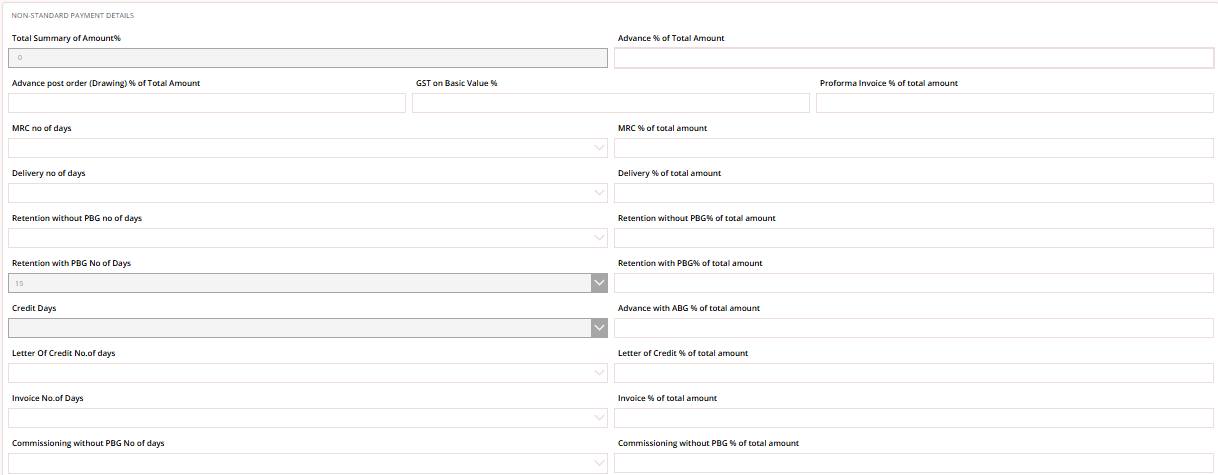 NON-STANDARD PAYMENT DETAILS
Total Summary of Amount%
Advance % of Total Amount
0
Advance post order (Drawing) % of Total Amount
GST on Basic Value %
Proforma Invoice % of total amount
MRC no of days
MRC % of total amount
Delivery no of days
Delivery % of total amount
Retention without PBG no of days
Retention without PBG% of total amount
Retention with PBG No of Days
Retention with PBG% of total amount
15
Credit Days
Advance with ABG % of total amount
Letter Of Credit No.of days
Letter of Credit % of total amount
Invoice No.of Days
Invoice % of total amount
Commissioning without PBG No of days
Commissioning without PBG % of total amount